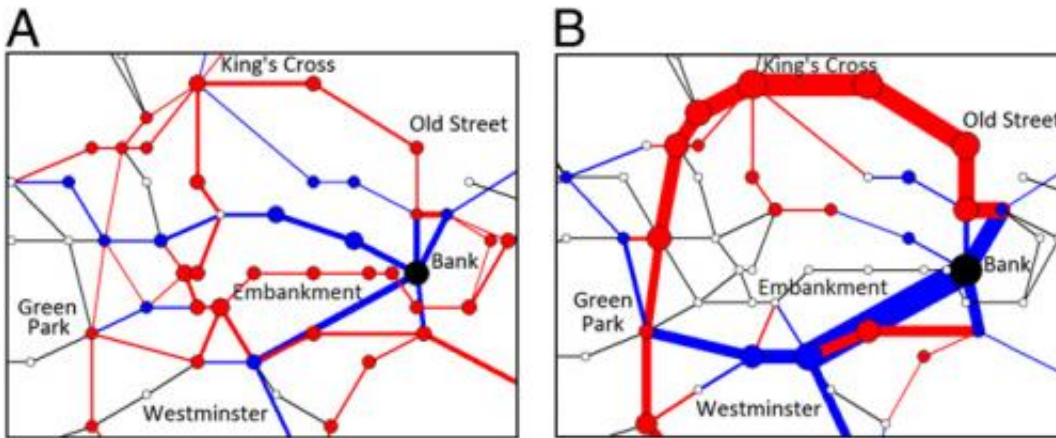 A
King's Cross
Old Street
Bank
Embankment
Green
Park
Westminster
B
King's Cross
Old Street
Bank
Embankment
Green
Park
Westminster